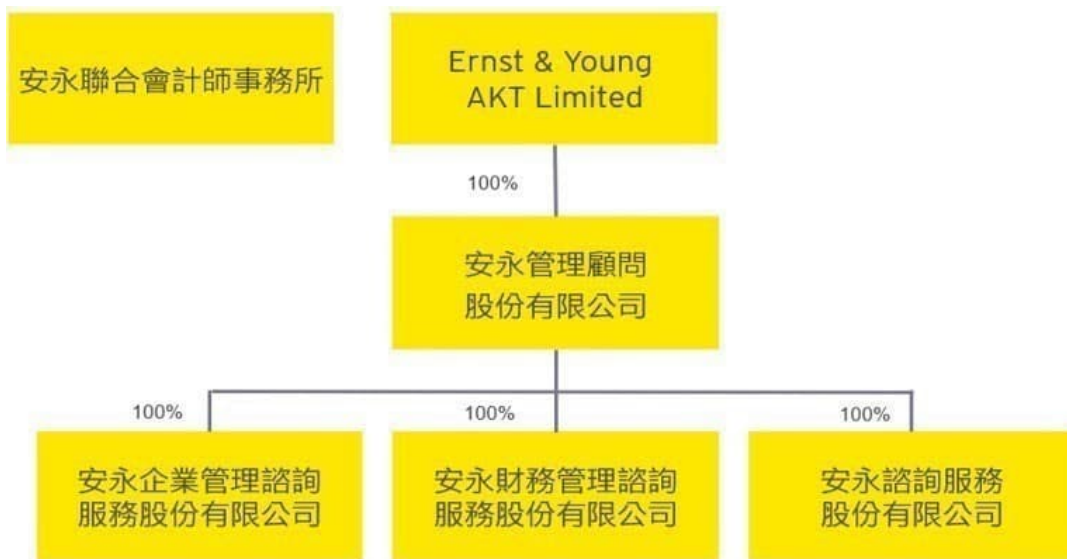 安永聯合會計師事務所
Ernst & Young
AKT Limited
100%
安永管理顧問
股份有限公司
100%
100%
100%
安永企業管理諮詢
服務股份有限公司
安永財務管理諮詢
服務股份有限公司
安永諮詢服務
股份有限公司